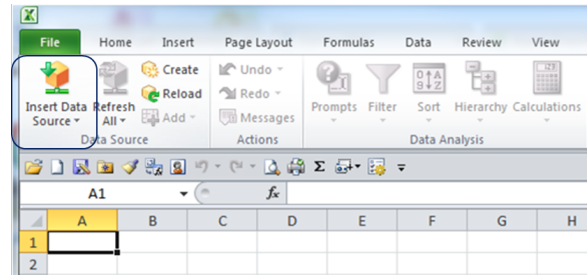 File Home Insert Page Layout Formulas Data Review View
Insert Data Source
Refresh All
Create
Reload
Add
Undo
Redo
Messages
Prompts Filter Sort Hierarchy Calculations
Data Source Actions Data Analysis
A1 fx
A B C D E F G H
1
2